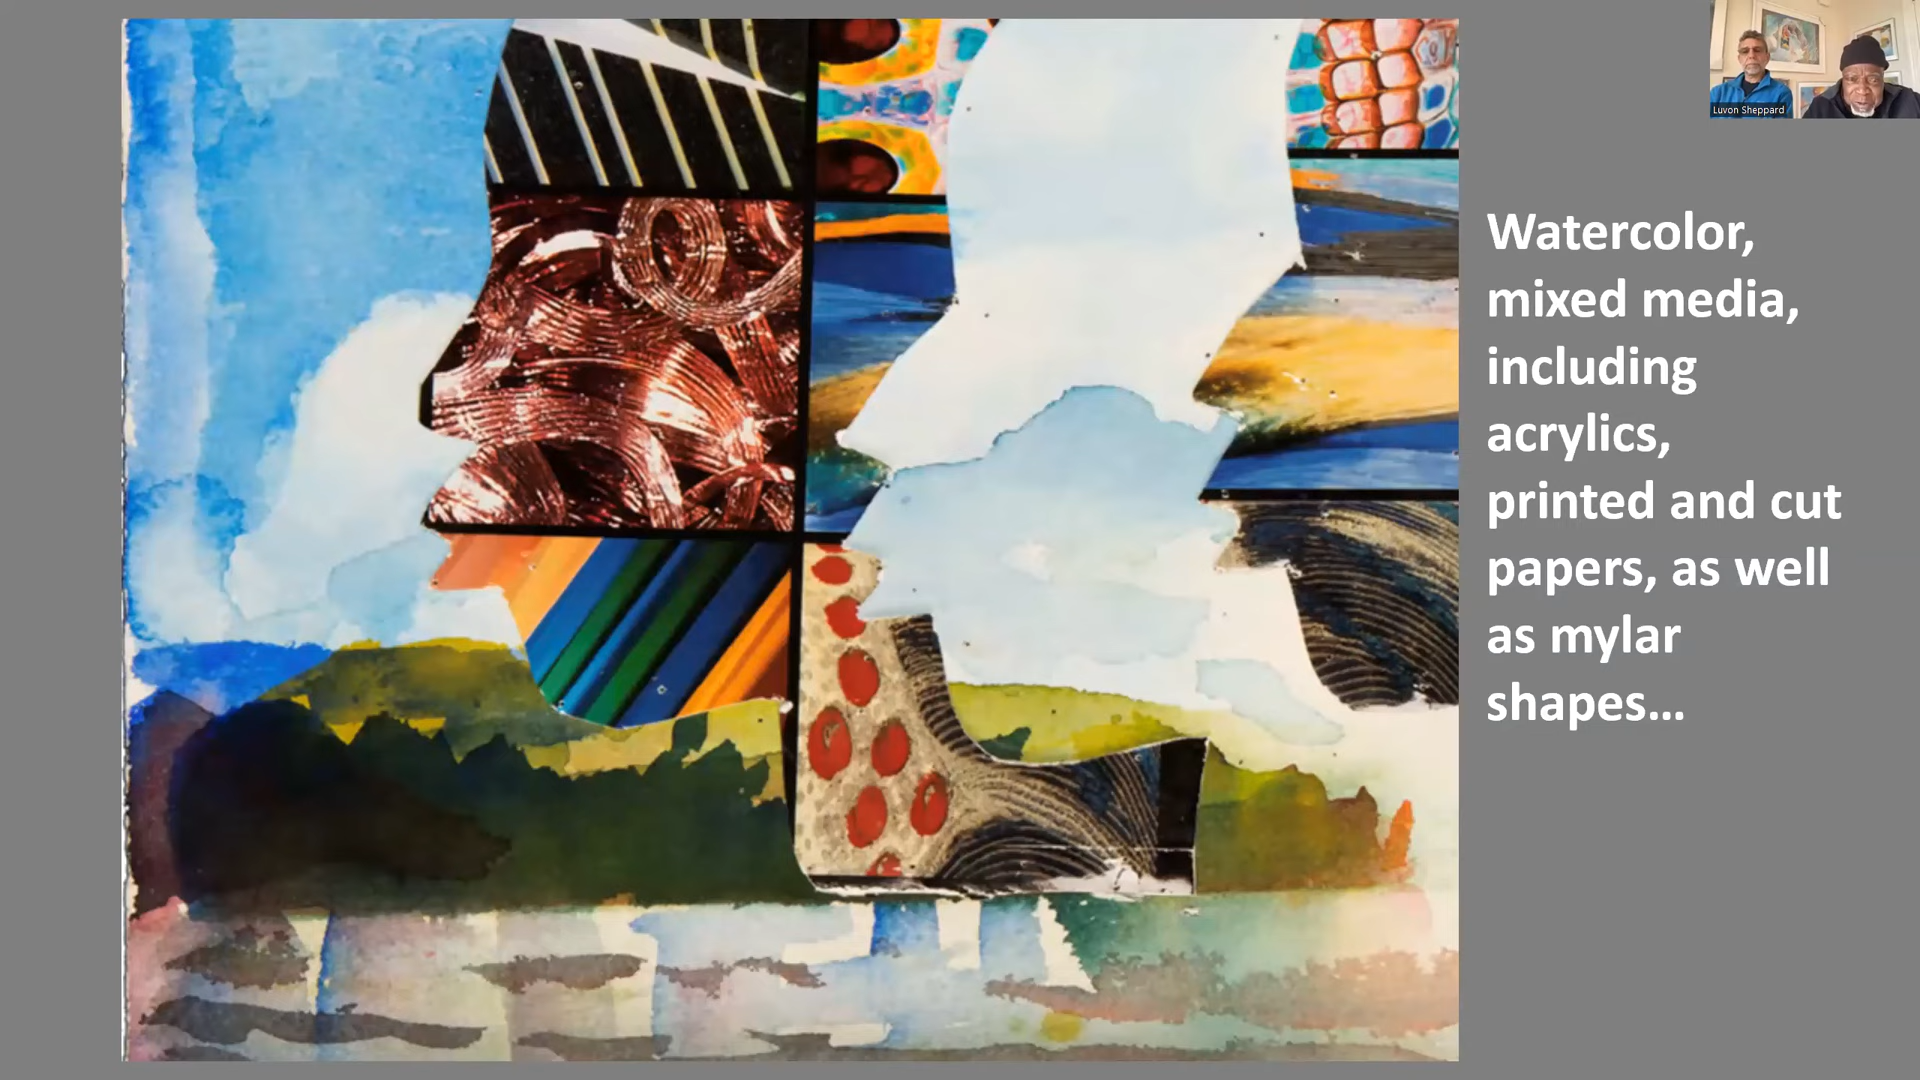 Luvon Sheppard
Watercolor,
mixed media,
including
acrylics,
printed and cut
papers, as well
as mylar
shapes...